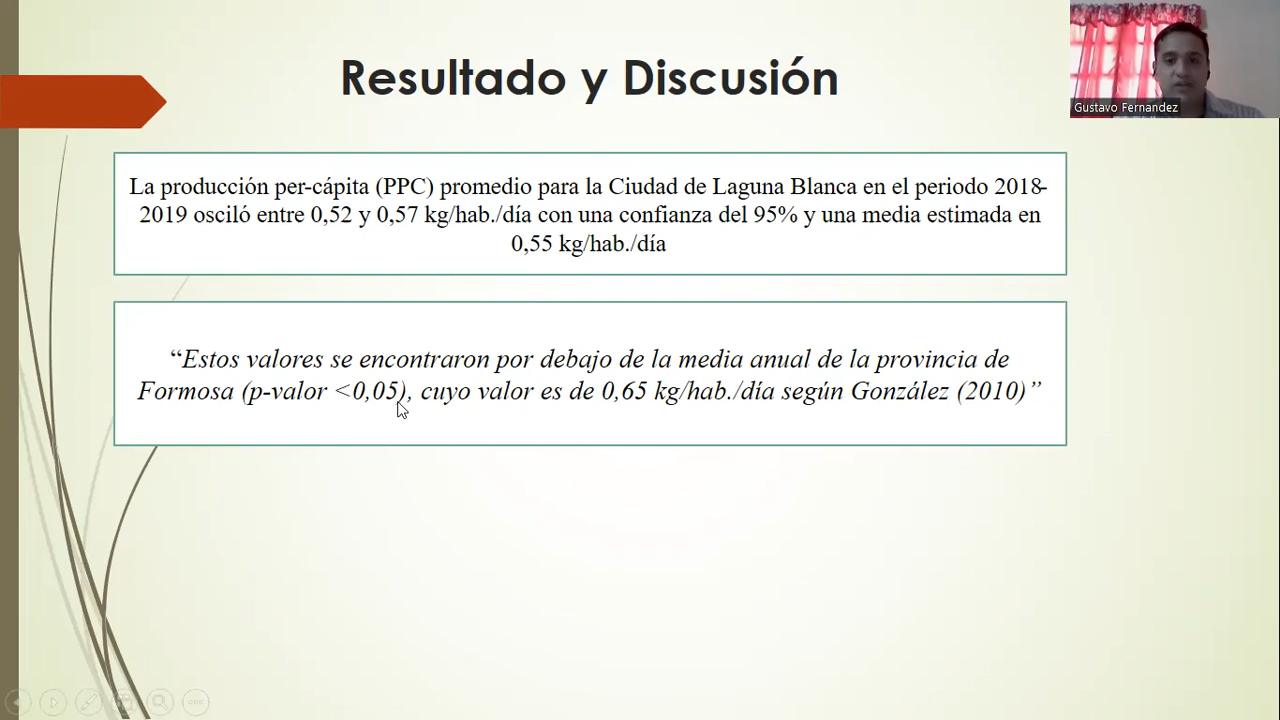 Resultado y Discusión
Gustavo Fernandez
La producción per-cápita (PPC) promedio para la Ciudad de Laguna Blanca en el periodo 2018-
2019 osciló entre 0,52 y 0,57 kg/hab./día con una confianza del 95% y una media estimada en
0,55 kg/hab./día
“Estos valores se encontraron por debajo de la media anual de la provincia de
Formosa (p-valor <0,05), cuyo valor es de 0,65 kg/hab./día según González (2010)”